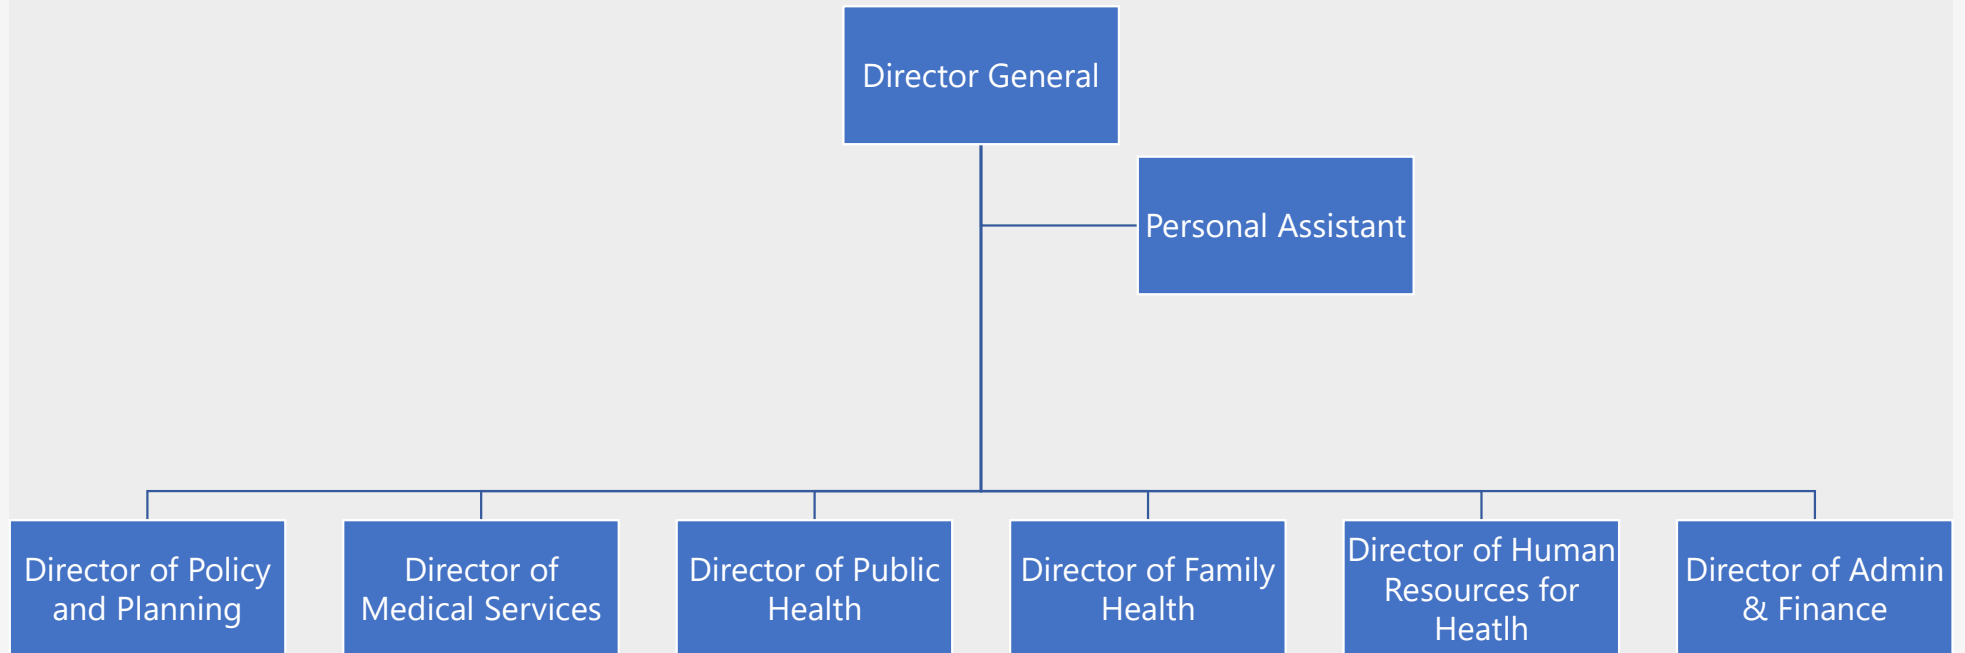 Director General
Personal Assistant
Director of Policy
and Planning
Director of
Medical Services
Director of Public
Health
Director of Family
Health
Director of Human
Resources for
Heatlh
Director of Admin
& Finance